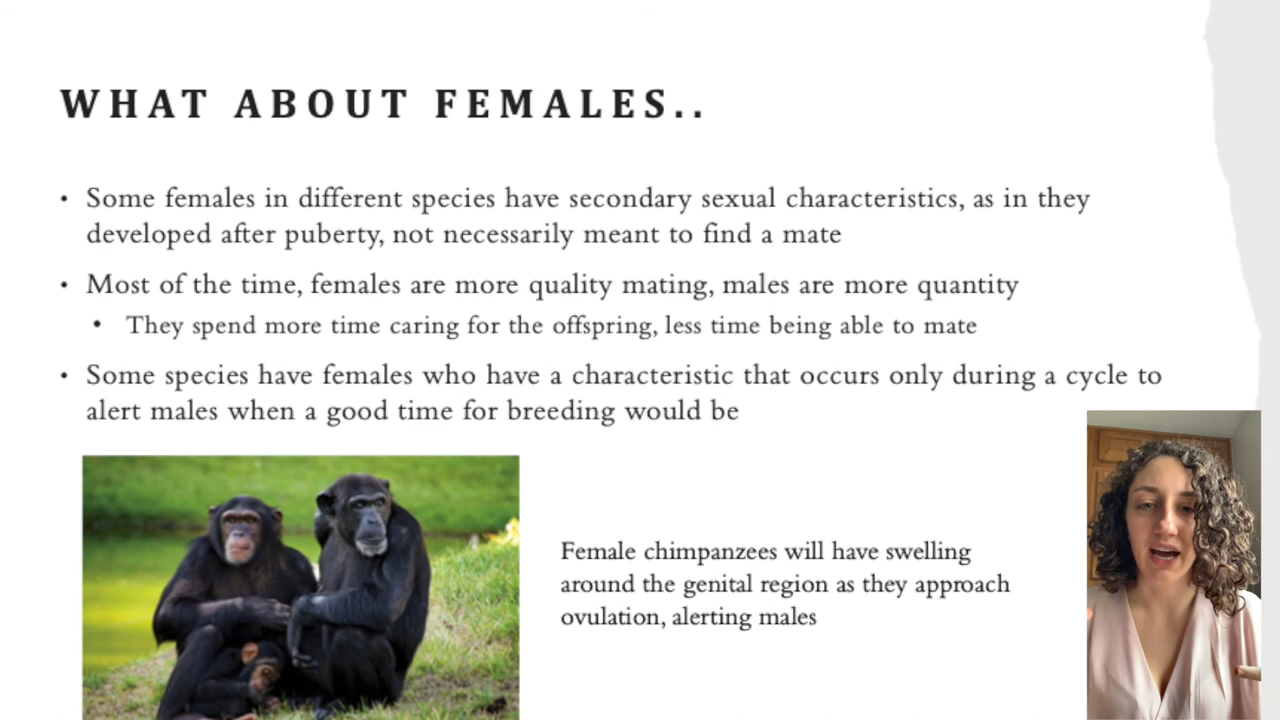 WHAT ABOUT FEMALES..
• Some females in different species have secondary sexual characteristics, as in they
developed after puberty, not necessarily meant to find a mate
• Most of the time, females are more quality mating, males are more quantity
• They spend more time caring for the offspring, less time being able to mate
• Some species have females who have a characteristic that occurs only during a cycle to
alert males when a good time for breeding would be
Female chimpanzees will have swelling
around the genital region as they approach
ovulation, alerting males